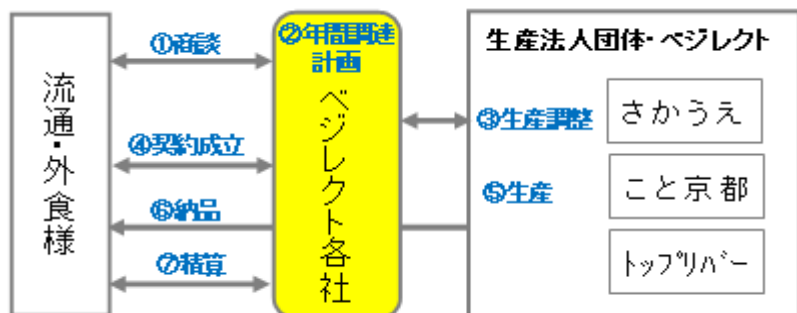 流通・外食様
①商談
④契約成立
⑥納品
⑦積算
②年間調達
計画
ベジレクト各社
生産法人団体・ベジレクト
③生産調整
さかうえ
⑤生産
こと京都
トップリバー